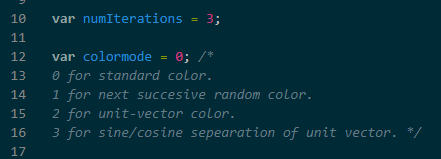 10 var numIterations = 3;
11
12 var colormode = 0; /*
13 0 for standard color.
14 1 for next succesive random color.
15 2 for unit-vector color.
16 3 for sine/cosine sepearation of unit vector. */
17